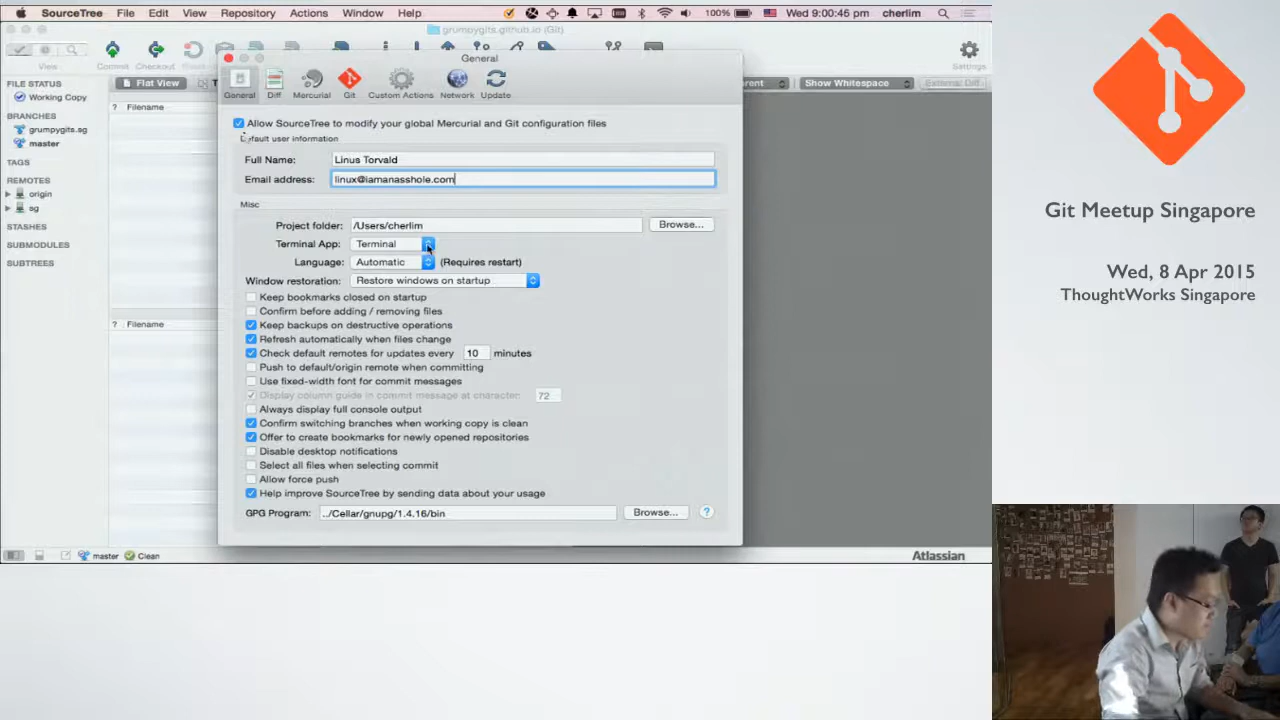 SourceTree File Edit View Repository Actions Window Help 100% Wed 9:00:46 pm cherlim
grumpygits.github.io (Git)
View Commit Checkout Settings
General
General Diff Mercurial Git Custom Actions Network Update
FILE STATUS
Working Copy
BRANCHES
grumpygits.sg
master
TAGS
REMOTES
origin
sg
STASHES
SUBMODULES
SUBTREES
Flat View
Show Whitespace
External Diff
? Filename
? Filename
Allow SourceTree to modify your global Mercurial and Git configuration files
Default user information
Full Name: Linus Torvald
Email address: linux@iamanasshole.com
Misc
Project folder: /Users/cherlim Browse...
Terminal App: Terminal
Language: Automatic (Requires restart)
Window restoration: Restore windows on startup
Keep bookmarks closed on startup
Confirm before adding / removing files
Keep backups on destructive operations
Refresh automatically when files change
Check default remotes for updates every 10 minutes
Push to default/origin remote when committing
Use fixed-width font for commit messages
Display column guide in commit message at character: 72
Always display full console output
Confirm switching branches when working copy is clean
Offer to create bookmarks for newly opened repositories
Disable desktop notifications
Select all files when selecting commit
Allow force push
Help improve SourceTree by sending data about your usage
GPG Program: ../Cellar/gnupg/1.4.16/bin Browse... ?
master Clean Atlassian
Git Meetup Singapore
Wed, 8 Apr 2015
ThoughtWorks Singapore